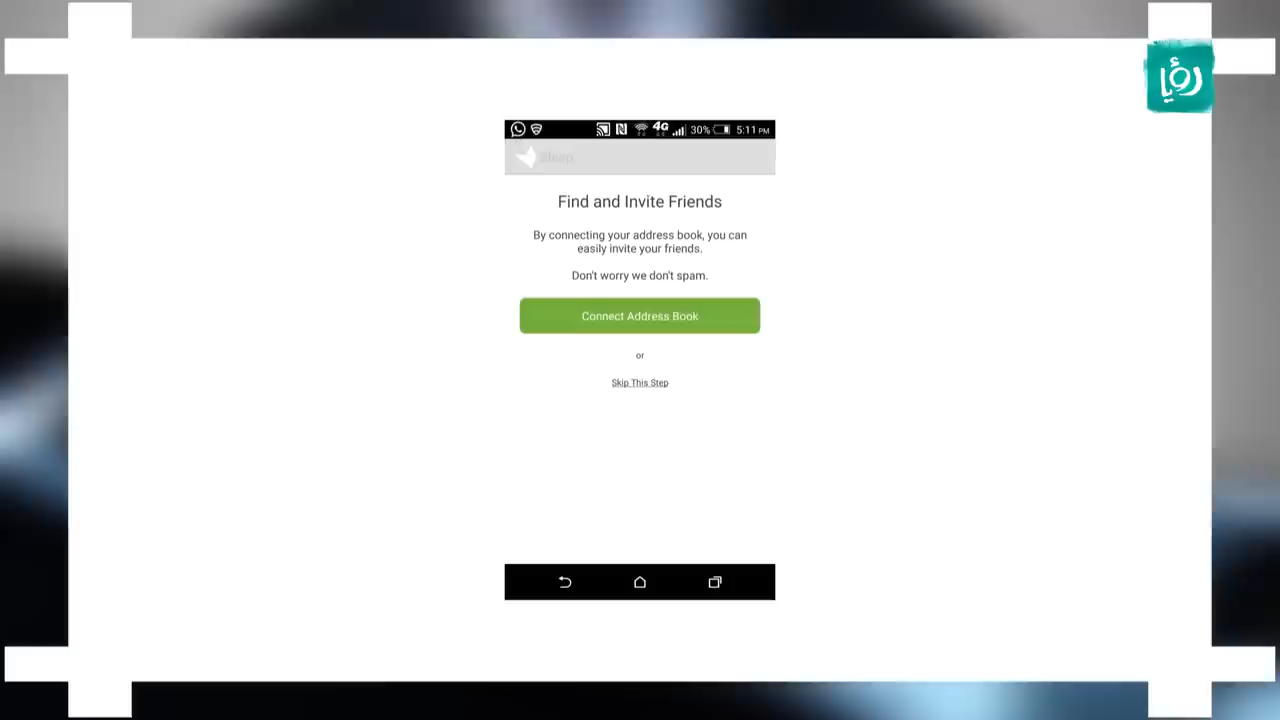 رؤيا
4G 30% 5:11 PM
Find and Invite Friends
By connecting your address book, you can
easily invite your friends.
Don't worry we don't spam.
Connect Address Book
or
Skip This Step